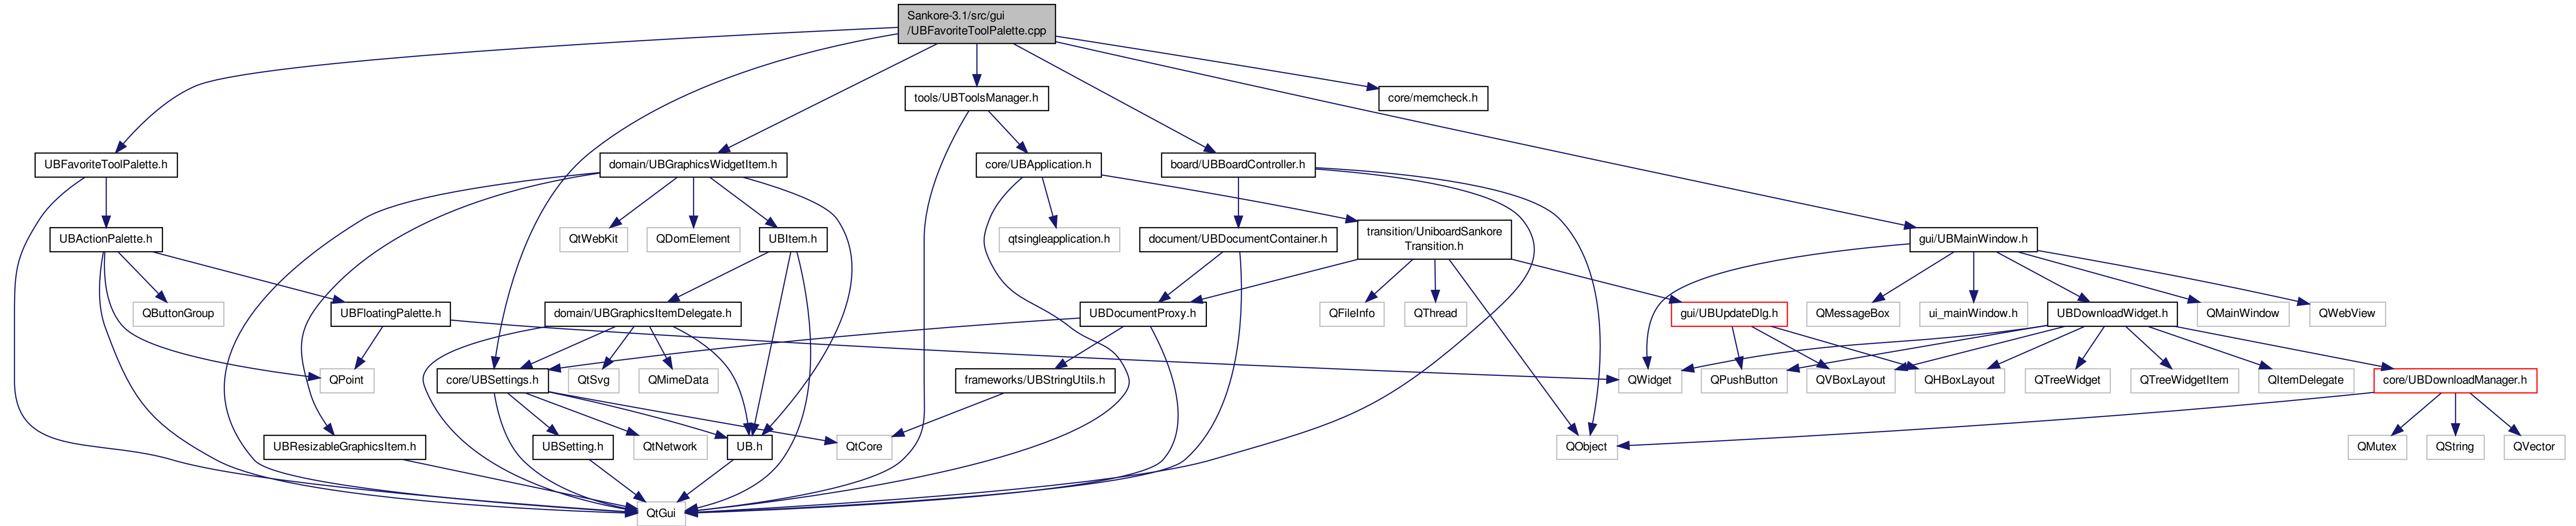 Sankore-3.1/src/gui
/UBFavoriteToolPalette.cpp
tools/UBToolsManager.h
core/memcheck.h
UBFavoriteToolPalette.h
domain/UBGraphicsWidgetItem.h
core/UBApplication.h
board/UBBoardController.h
UBActionPalette.h
QtWebKit
QDomElement
UBItem.h
qtsingleapplication.h
document/UBDocumentContainer.h
transition/UniboardSankore
Transition.h
gui/UBMainWindow.h
QButtonGroup
UBFloatingPalette.h
domain/UBGraphicsItemDelegate.h
UBDocumentProxy.h
QFileInfo
QThread
gui/UBUpdateDlg.h
QMessageBox
ui_mainWindow.h
UBDownloadWidget.h
QMainWindow
QWebView
QPoint
core/UBSettings.h
QtSvg
QMimeData
frameworks/UBStringUtils.h
QWidget
QPushButton
QVBoxLayout
QHBoxLayout
QTreeWidget
QTreeWidgetItem
QItemDelegate
core/UBDownloadManager.h
UBResizableGraphicsItem.h
UBSetting.h
QtNetwork
UB.h
QtCore
QObject
QMutex
QString
QVector
QtGui